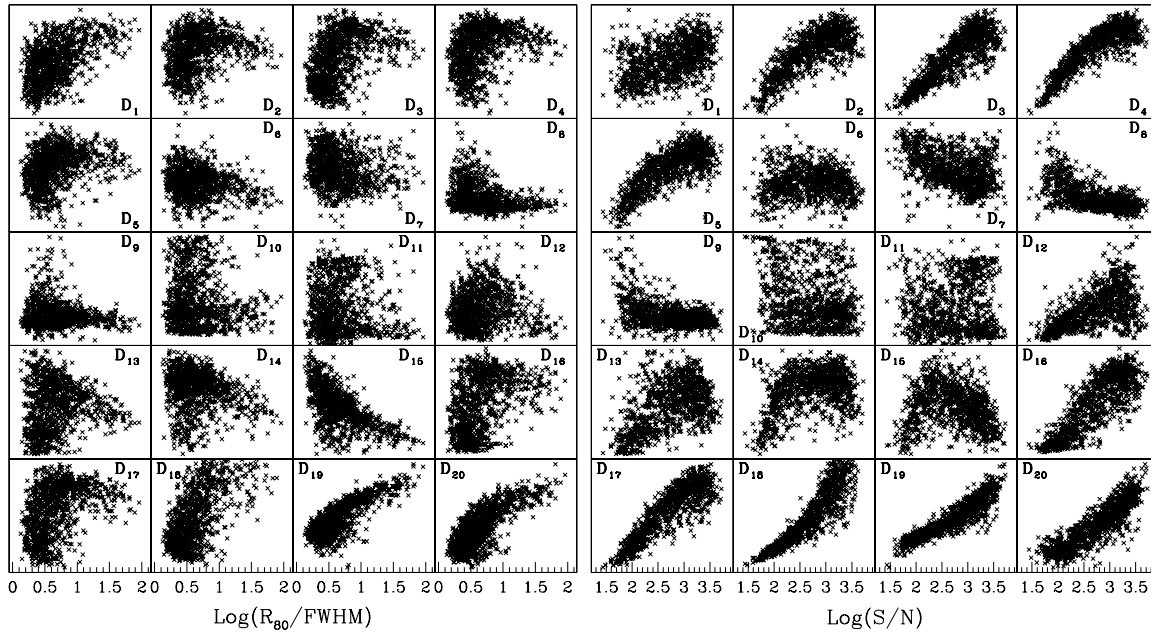 D1 D2 D3 D4 D1 D2 D3 D4
D5 D6 D7 D8 D5 D6 D7 D8
D9 D10 D11 D12 D9 D10 D11 D12
D13 D14 D15 D16 D13 D14 D15 D16
D17 D18 D19 D20 D17 D18 D19 D20
0 0.5 1 1.5 2 0 0.5 1 1.5 2 0 0.5 1 1.5 2 0 0.5 1 1.5 2 1.5 2 2.5 3 3.5 1.5 2 2.5 3 3.5 1.5 2 2.5 3 3.5 1.5 2 2.5 3 3.5
Log(R80/FWHM) Log(S/N)